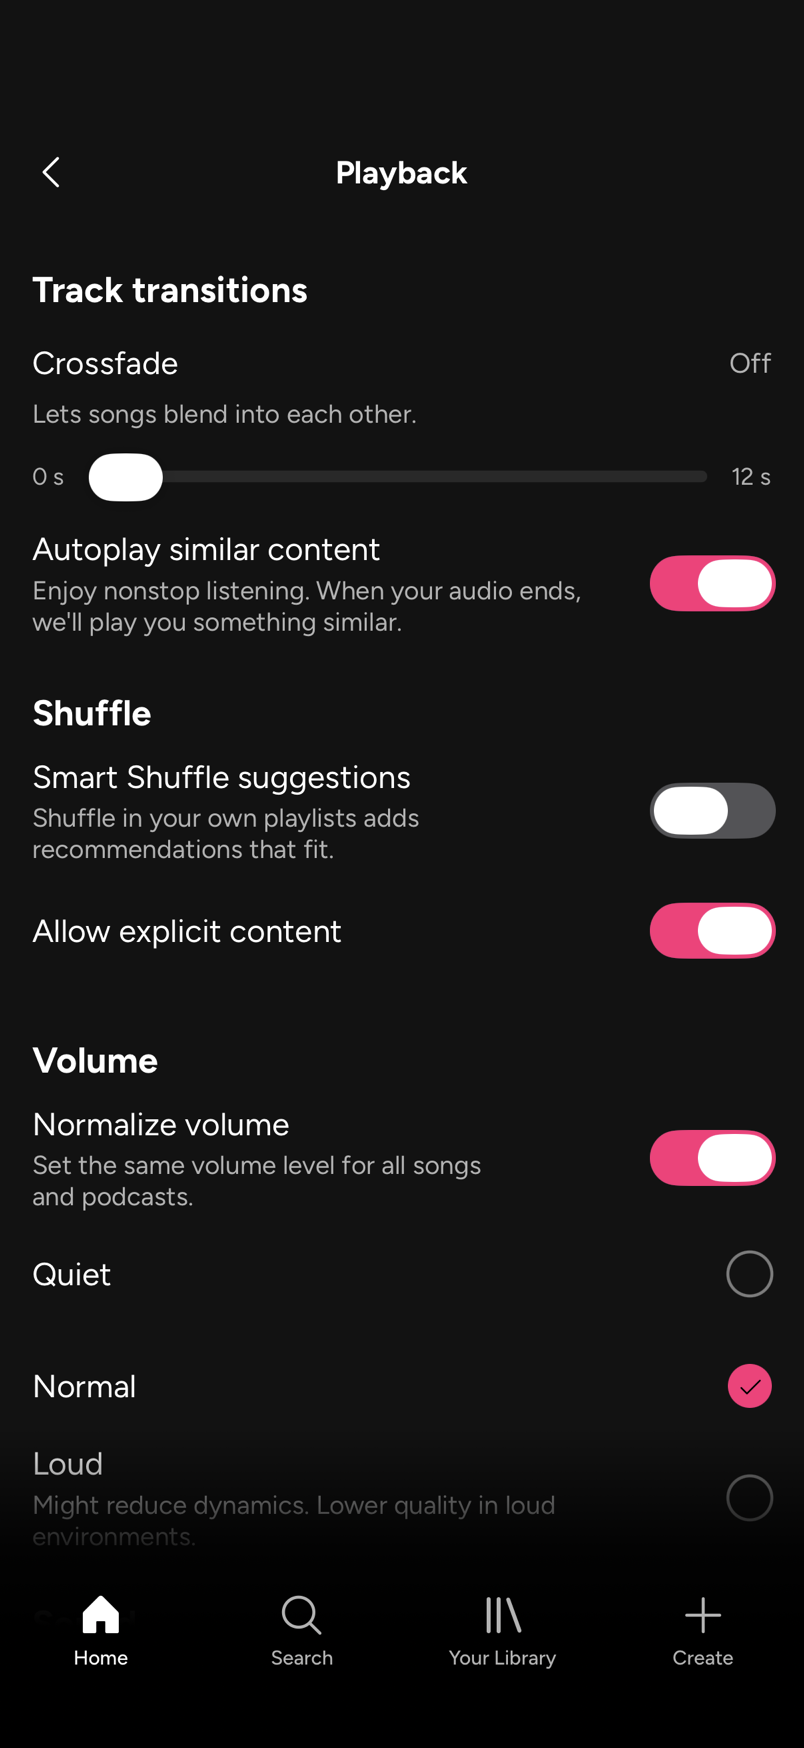 Playback
Track transitions
Crossfade
Off
Lets songs blend into each other.
0 s
12 s
Autoplay similar content
Enjoy nonstop listening. When your audio ends,
we'll play you something similar.
Shuffle
Smart Shuffle suggestions
Shuffle in your own playlists adds
recommendations that fit.
Allow explicit content
Volume
Normalize volume
Set the same volume level for all songs
and podcasts.
Quiet
Normal
Loud
Might reduce dynamics. Lower quality in loud
environments.
Home
Search
Your Library
Create